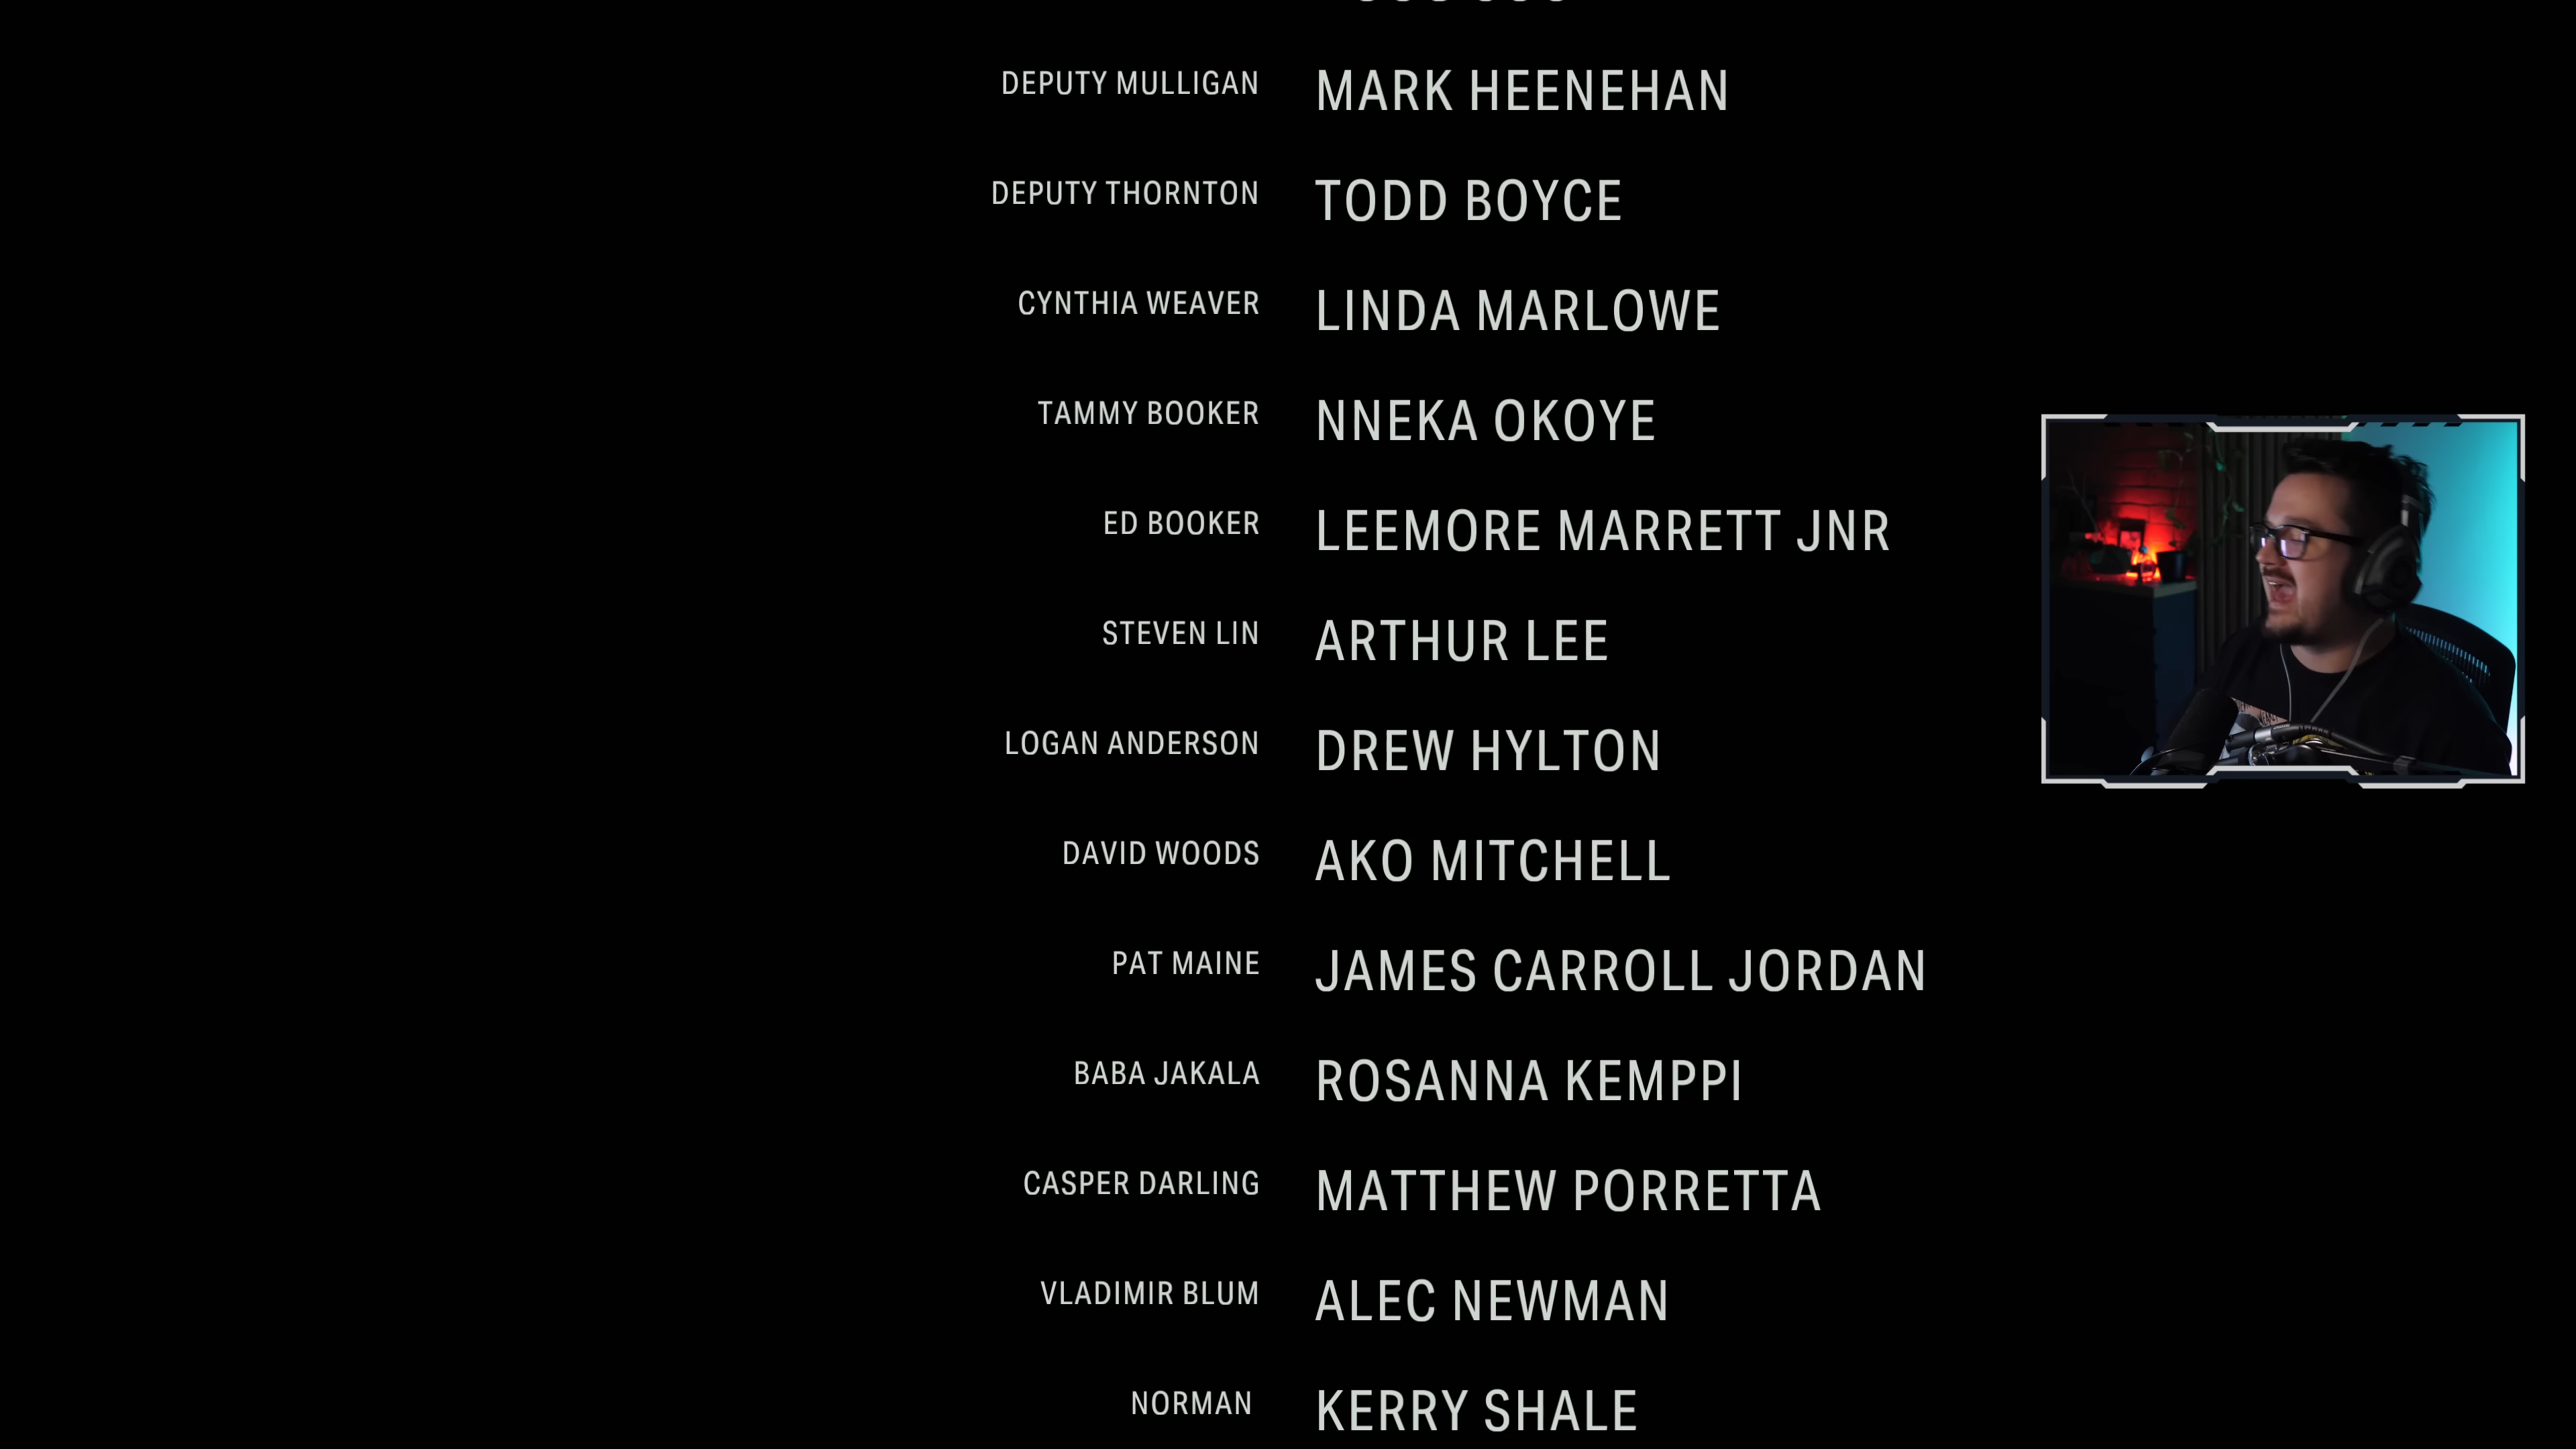 DEPUTY MULLIGAN MARK HEENEHAN
DEPUTY THORNTON TODD BOYCE
CYNTHIA WEAVER LINDA MARLOWE
TAMMY BOOKER NNEKA OKOYE
ED BOOKER LEEMORE MARRETT JNR
STEVEN LIN ARTHUR LEE
LOGAN ANDERSON DREW HYLTON
DAVID WOODS AKO MITCHELL
PAT MAINE JAMES CARROLL JORDAN
BABA JAKALA ROSANNA KEMPPI
CASPER DARLING MATTHEW PORRETTA
VLADIMIR BLUM ALEC NEWMAN
NORMAN KERRY SHALE